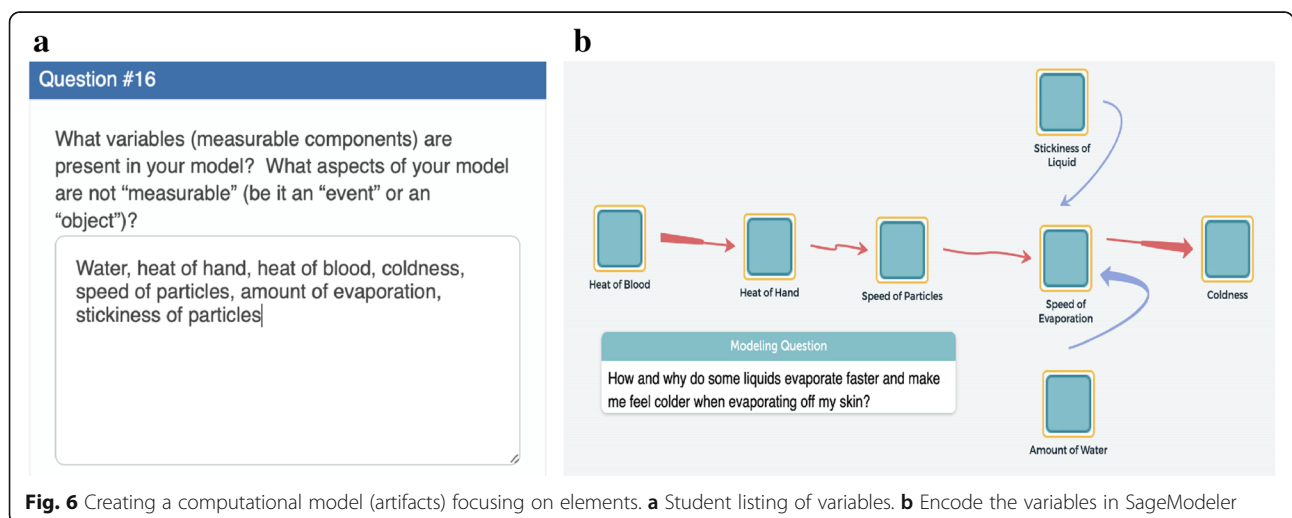 a
Question #16
What variables (measurable components) are
present in your model?  What aspects of your model
are not “measurable” (be it an “event” or an
“object”)?
Water, heat of hand, heat of blood, coldness,
speed of particles, amount of evaporation,
stickiness of particles
b
Stickiness of
Liquid
Heat of Blood
Heat of Hand
Speed of Particles
Speed of
Evaporation
Coldness
Modeling Question
How and why do some liquids evaporate faster and make
me feel colder when evaporating off my skin?
Amount of Water
Fig. 6 Creating a computational model (artifacts) focusing on elements. a Student listing of variables. b Encode the variables in SageModeler